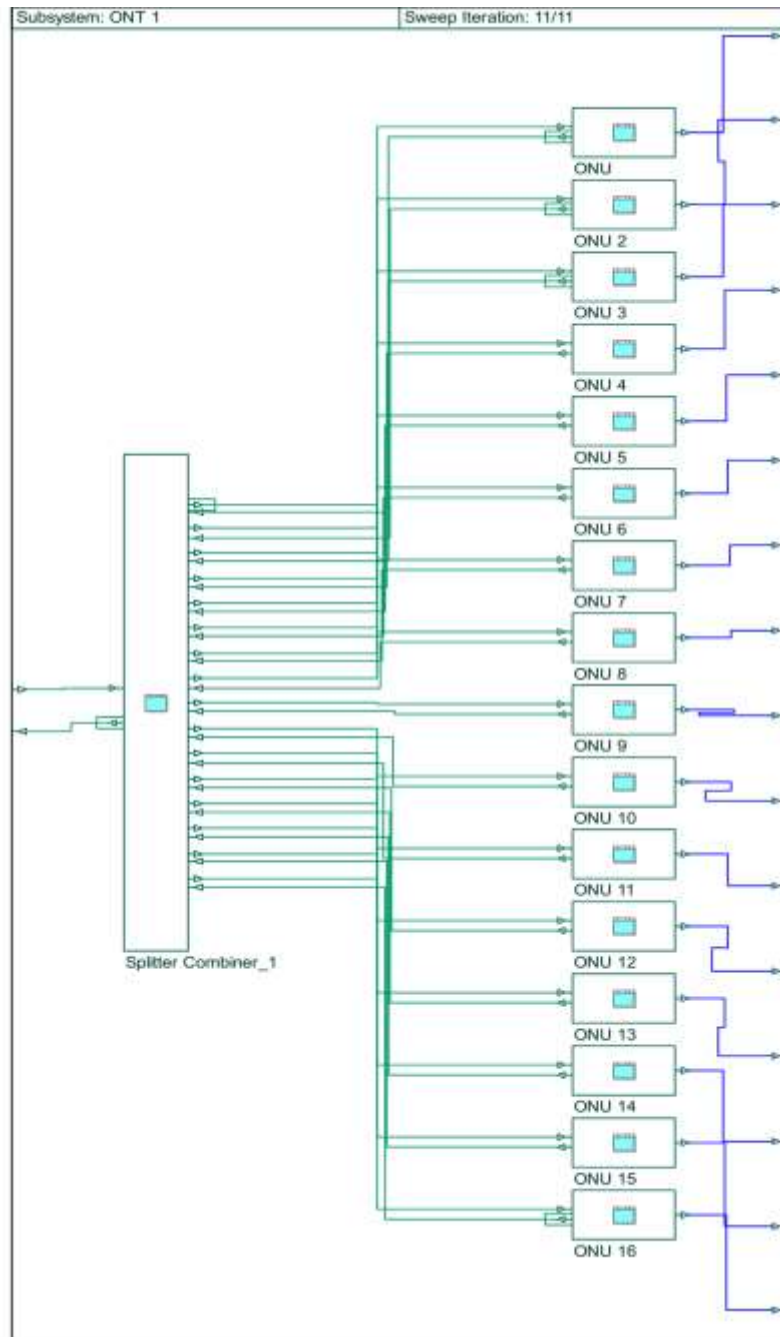 Subsystem: ONT 1
Sweep Iteration: 11/11
ONU
ONU 2
ONU 3
ONU 4
ONU 5
ONU 6
ONU 7
ONU 8
ONU 9
ONU 10
ONU 11
ONU 12
Splitter Combiner_1
ONU 13
ONU 14
ONU 15
ONU 16